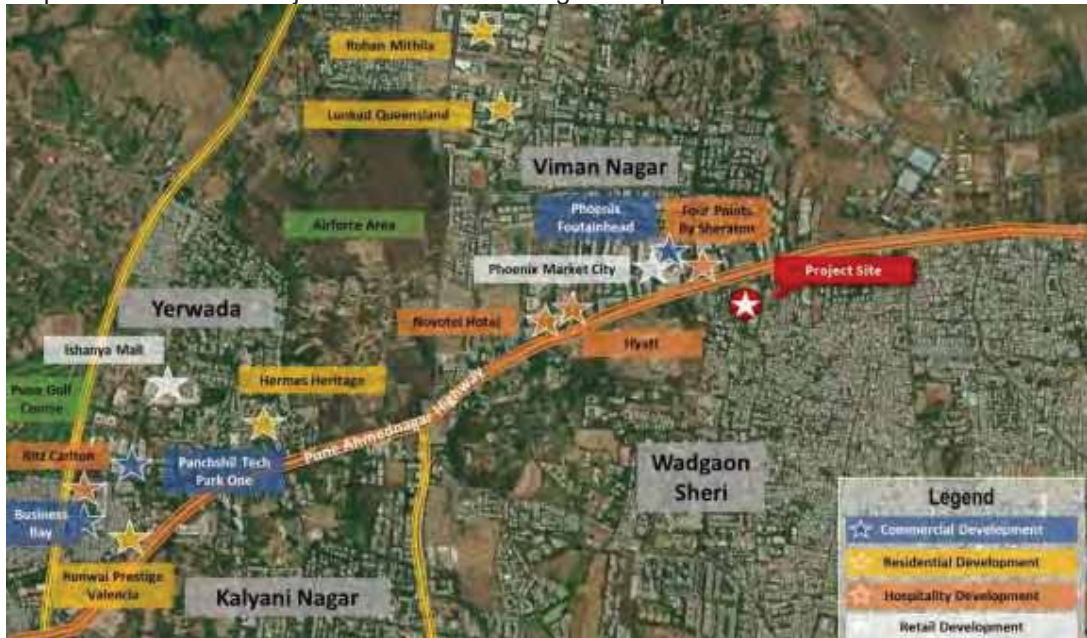 Rohan Mithila
Lunkad Queensland
Viman Nagar
Phoenix
Foutainhead
Four Points
By Sheraton
Airforce Area
Phoenix Market City
Project Site
Yerwada
Novotel Hotel
Hyatt
Ishanya Mall
Pune Golf
Course
Hermes Heritage
Pune Ahmednagar Highway
Ritz Carlton
Panchshil Tech
Park One
Wadgaon
Sheri
Business
Bay
Runwal Prestige
Valencia
Kalyani Nagar
Legend
Commercial Development
Residential Development
Hospitality Development
Retail Development